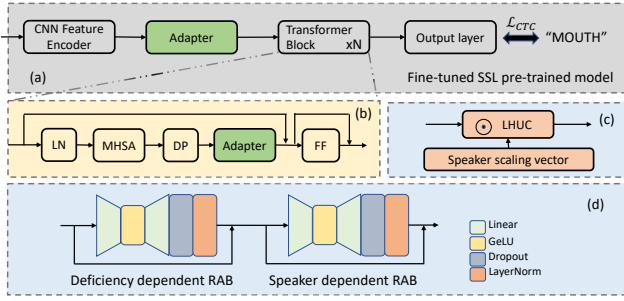 CNN Feature
Encoder
Adapter
Transformer
Block
xN
Output layer
ℒCTC
“MOUTH”
(a)
Fine-tuned SSL pre-trained model
(b)
LN
MHSA
DP
Adapter
FF
(c)
LHUC
Speaker scaling vector
(d)
Linear
GeLU
Dropout
LayerNorm
Deficiency dependent RAB
Speaker dependent RAB